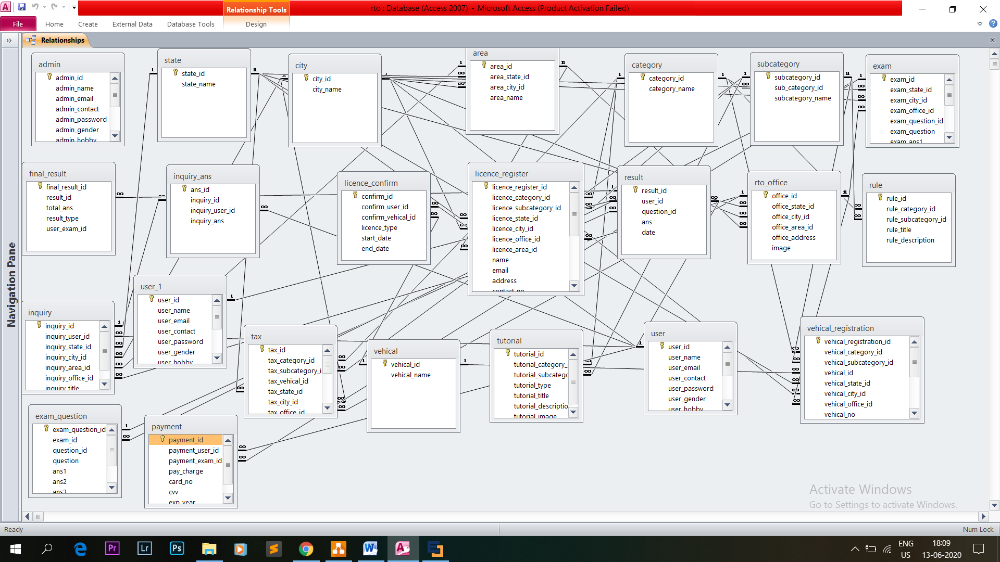 Relationship Tools
rto : Database (Access 2007) - Microsoft Access (Product Activation Failed)
File Home Create External Data Database Tools Design
Relationships
Navigation Pane
admin
admin_id
admin_name
admin_email
admin_contact
admin_password
admin_gender
admin_hobby
state
state_id
state_name
city
city_id
city_name
area
area_id
area_state_id
area_city_id
area_name
category
category_id
category_name
subcategory
subcategory_id
sub_category_id
subcategory_name
exam
exam_id
exam_state_id
exam_city_id
exam_office_id
exam_question_id
exam_question
exam_ans1
final_result
final_result_id
result_id
total_ans
result_type
user_exam_id
inquiry_ans
ans_id
inquiry_id
inquiry_user_id
inquiry_ans
licence_confirm
confirm_id
confirm_user_id
confirm_vehical_id
licence_type
start_date
end_date
licence_register
licence_register_id
licence_category_id
licence_subcategory_id
licence_state_id
licence_city_id
licence_office_id
licence_area_id
name
email
address
contact_no
result
result_id
user_id
question_id
ans
date
rto_office
office_id
office_state_id
office_city_id
office_area_id
office_address
image
rule
rule_id
rule_category_id
rule_subcategory_id
rule_title
rule_description
inquiry
inquiry_id
inquiry_user_id
inquiry_state_id
inquiry_city_id
inquiry_area_id
inquiry_office_id
inquiry_title
user_1
user_id
user_name
user_email
user_contact
user_password
user_gender
user_hobby
tax
tax_id
tax_category_id
tax_subcategory_i
tax_vehical_id
tax_state_id
tax_city_id
tax_office_id
vehical
vehical_id
vehical_name
tutorial
tutorial_id
tutorial_category_
tutorial_subcatego
tutorial_type
tutorial_title
tutorial_descriptio
tutorial_image
user
user_id
user_name
user_email
user_contact
user_password
user_gender
user_hobby
vehical_registration
vehical_registration_id
vehical_category_id
vehical_subcategory_id
vehical_id
vehical_state_id
vehical_city_id
vehical_office_id
vehical_no
exam_question
exam_question_id
exam_id
question_id
question
ans1
ans2
ans3
payment
payment_id
payment_user_id
payment_exam_id
pay_charge
card_no
cvv
exp_year
Activate Windows
Go to Settings to activate Windows.
Ready
Num Lock
Pr Lr Ps
ENG
US
18:09
13-06-2020